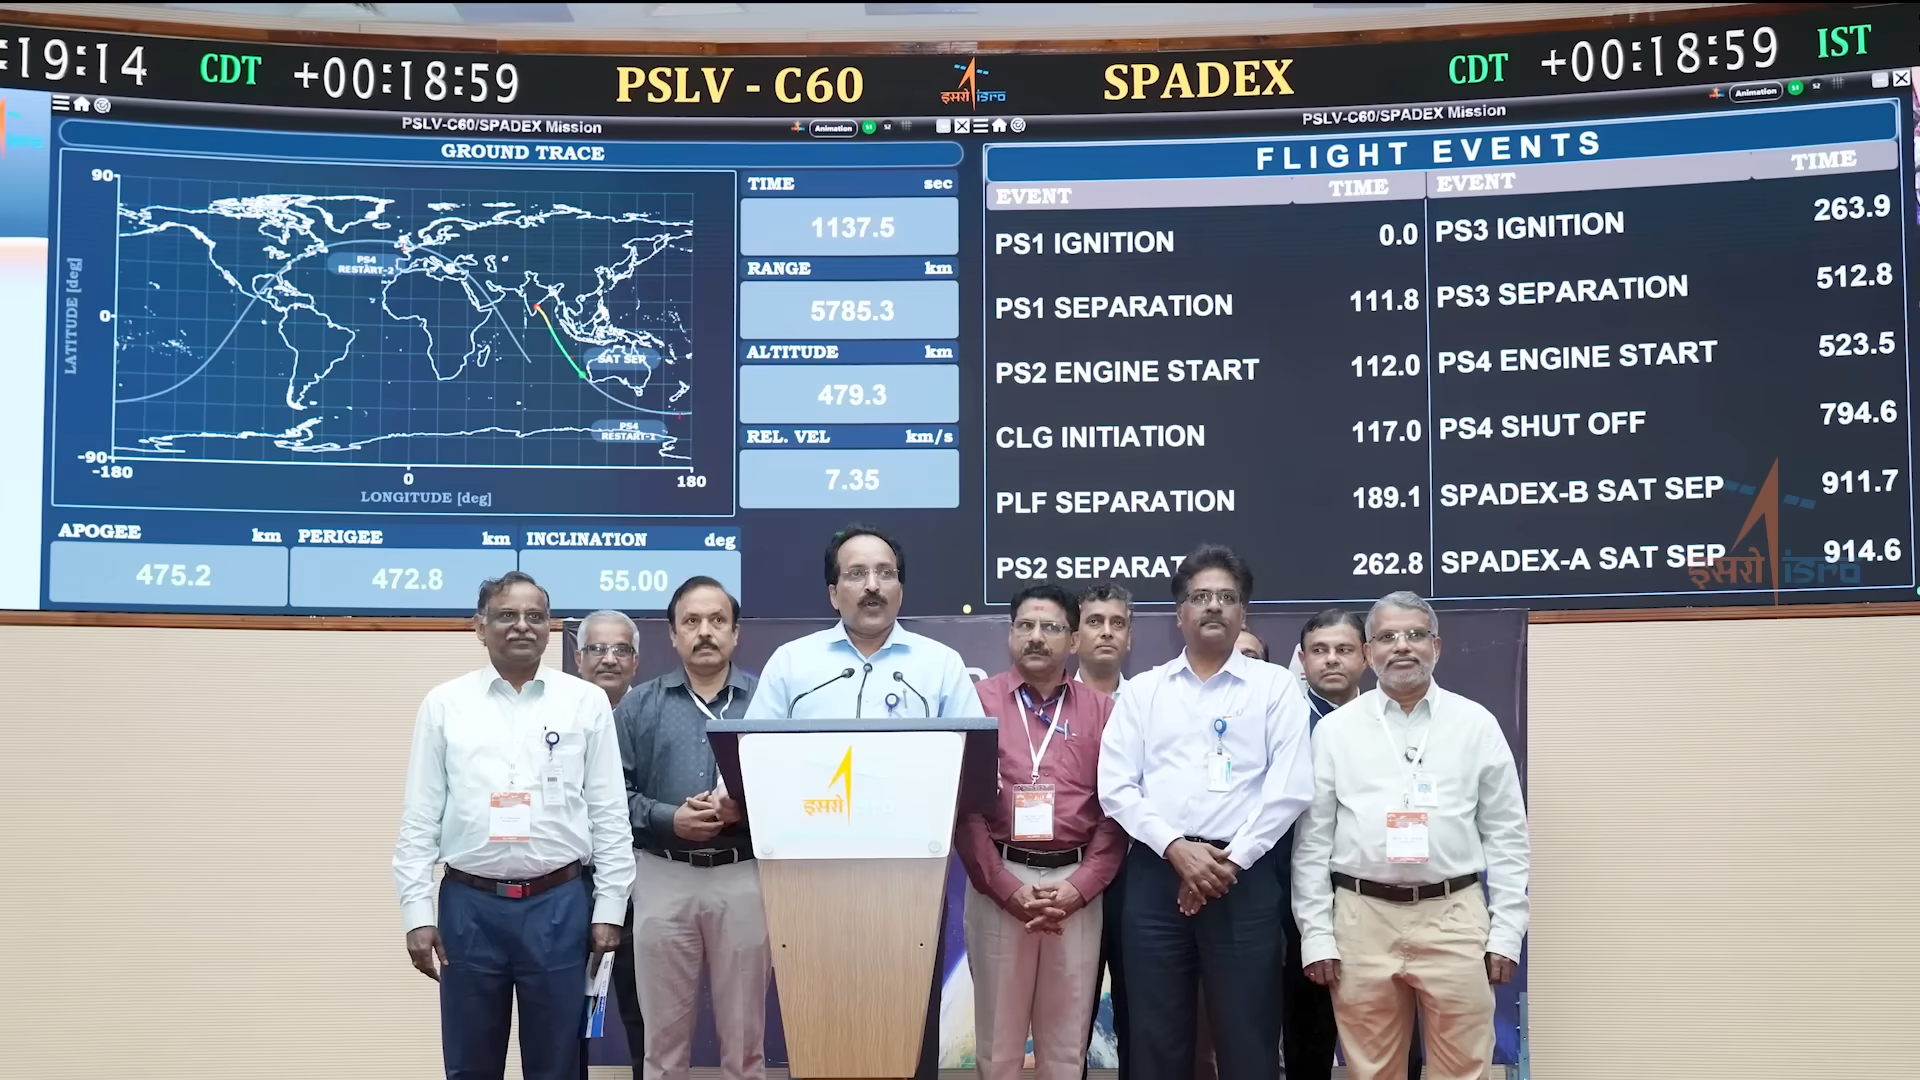 :19:14 CDT +00:18:59 PSLV - C60 इसरो isro SPADEX CDT +00:18:59 IST
PSLV-C60/SPADEX Mission Animation S1 S2
GROUND TRACE
90
0
-90
-180
0
180
LATITUDE [deg]
LONGITUDE [deg]
PS4
RESTART-2
SAT SEP
PS4
RESTART-1
TIME sec
1137.5
RANGE km
5785.3
ALTITUDE km
479.3
REL. VEL km/s
7.35
APOGEE km
475.2
PERIGEE km
472.8
INCLINATION deg
55.00
PSLV-C60/SPADEX Mission Animation S1 S2
FLIGHT EVENTS
EVENT TIME EVENT TIME
PS1 IGNITION 0.0 PS3 IGNITION 263.9
PS1 SEPARATION 111.8 PS3 SEPARATION 512.8
PS2 ENGINE START 112.0 PS4 ENGINE START 523.5
CLG INITIATION 117.0 PS4 SHUT OFF 794.6
PLF SEPARATION 189.1 SPADEX-B SAT SEP 911.7
PS2 SEPARAT 262.8 SPADEX-A SAT SEP 914.6
इसरो isro
इसरो isro